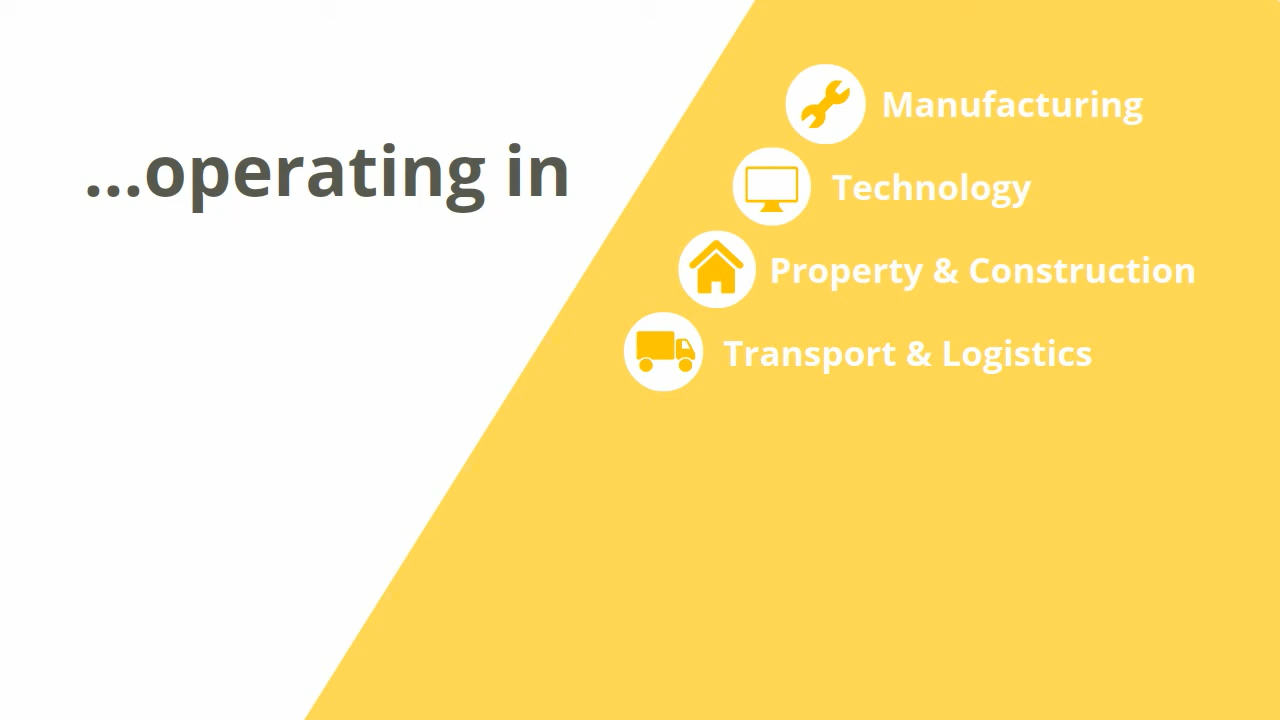 ...operating in
Manufacturing
Technology
Property & Construction
Transport & Logistics